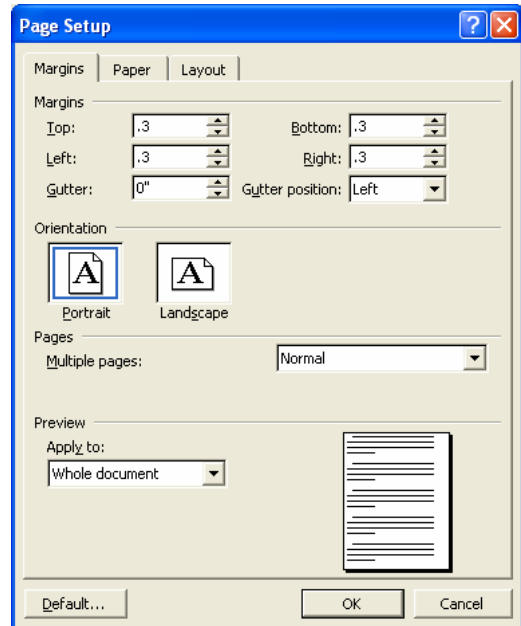 Page Setup
Margins Paper Layout
Margins
Top: .3 Bottom: .3
Left: .3 Right: .3
Gutter: 0" Gutter position: Left
Orientation
A A
Portrait Landscape
Pages
Multiple pages: Normal
Preview
Apply to:
Whole document
Default... OK Cancel